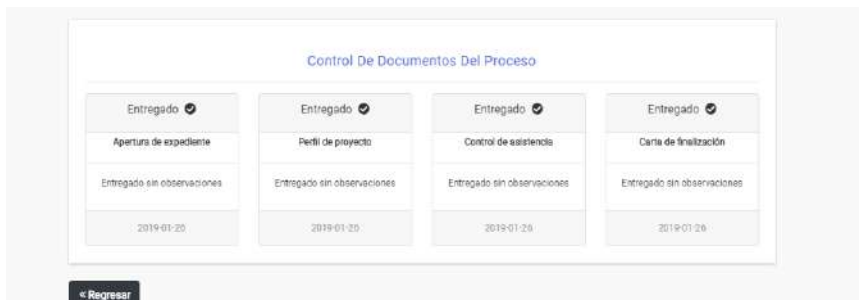 Control De Documentos Del Proceso
Entregado
Apertura de expediente
Entregado sin observaciones
2019-01-26
Entregado
Perfil de proyecto
Entregado sin observaciones
2019-01-26
Entregado
Control de asistencia
Entregado sin observaciones
2019-01-26
Entregado
Carta de finalización
Entregado sin observaciones
2019-01-26
« Regresar